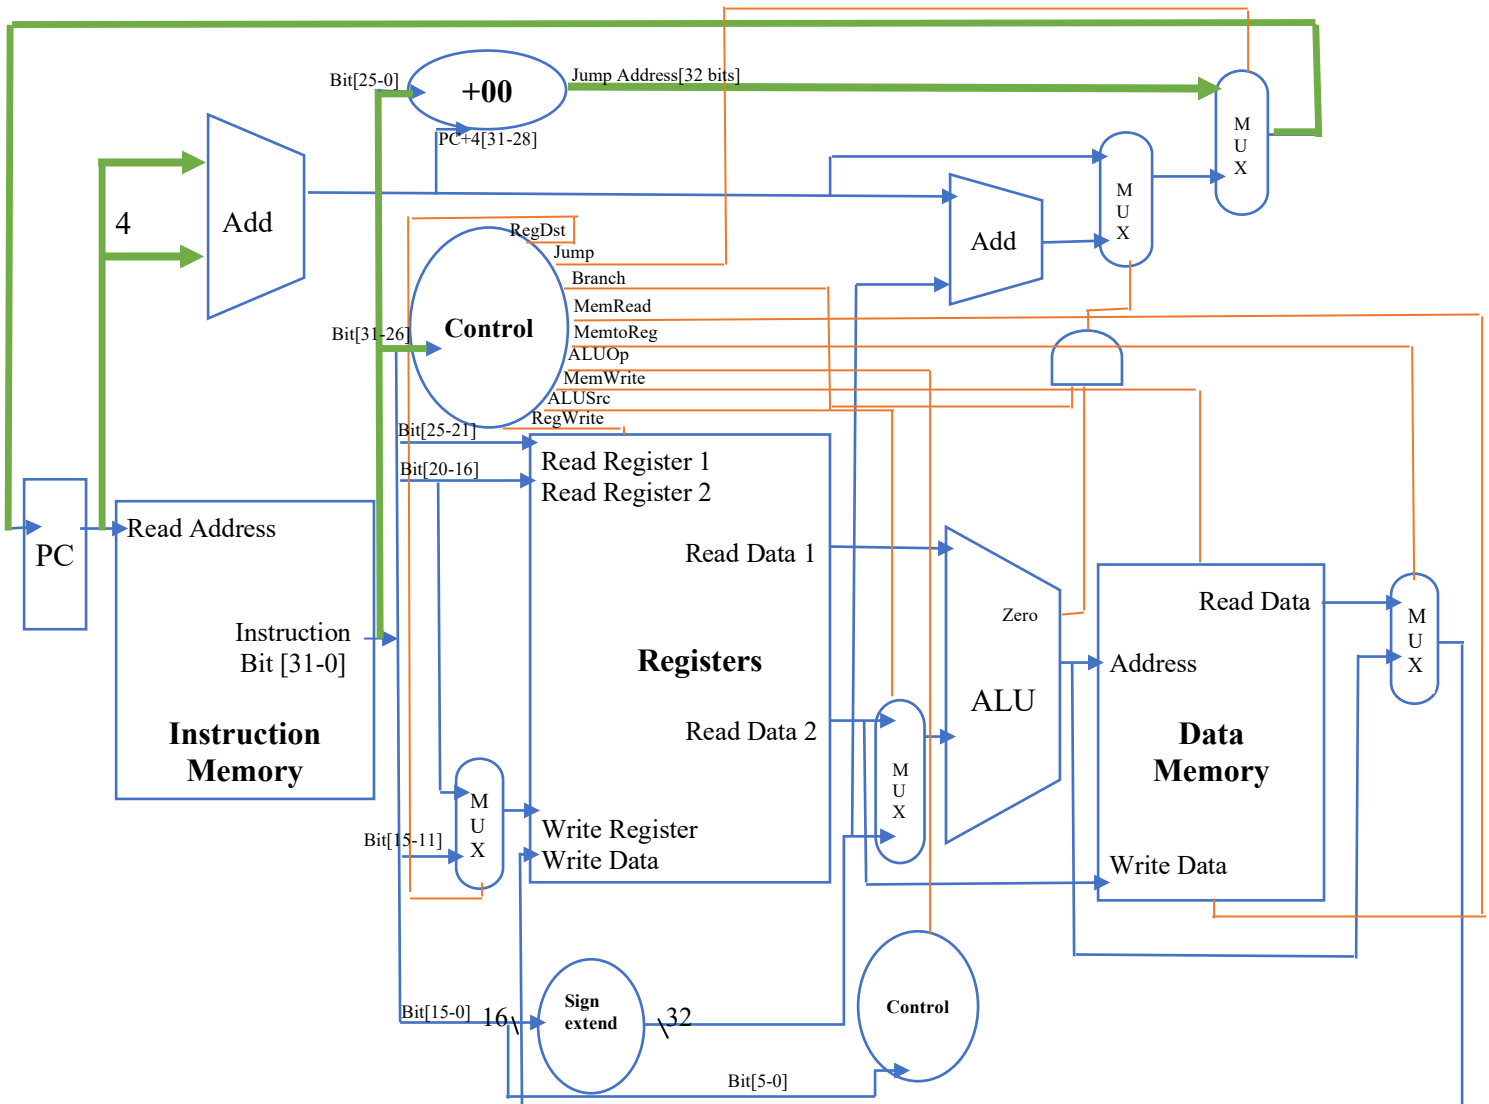 Bit[25-0]
+00
Jump Address[32 bits]
PC+4[31-28]
M
U
X
M
U
X
4
Add
Add
RegDst
Jump
Branch
MemRead
MemtoReg
ALUOp
MemWrite
ALUSrc
RegWrite
Control
Bit[31-26]
Bit[25-21]
Bit[20-16]
Read Register 1
Read Register 2
PC
Read Address
Instruction
Bit [31-0]
Instruction
Memory
Read Data 1
Registers
Read Data 2
Write Register
Write Data
M
U
X
Bit[15-11]
Zero
ALU
M
U
X
Read Data
Address
Data
Memory
Write Data
M
U
X
Bit[15-0]
16\
Sign
extend
\32
Control
Bit[5-0]